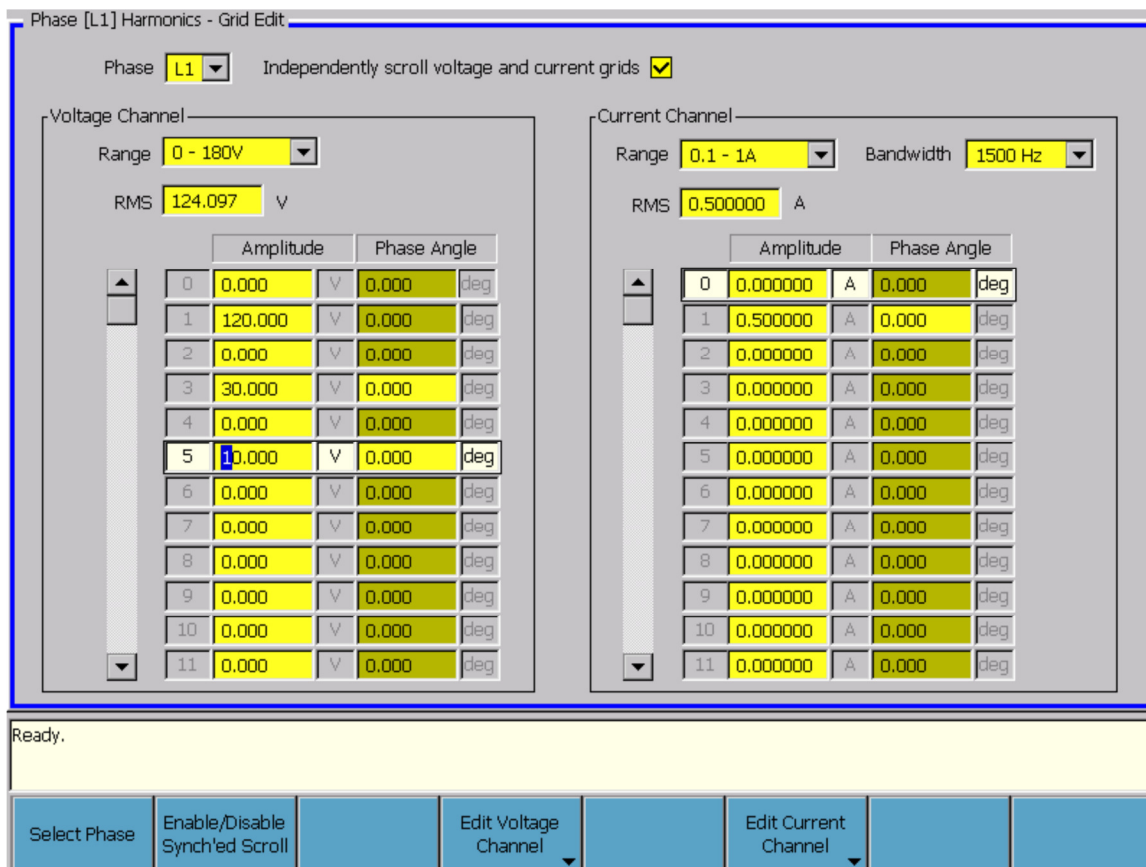 Phase [L1] Harmonics - Grid Edit
Phase L1 Independently scroll voltage and current grids
Voltage Channel
Range 0 - 180V
RMS 124.097 V
Amplitude Phase Angle
0 0.000 V 0.000 deg
1 120.000 V 0.000 deg
2 0.000 V 0.000 deg
3 30.000 V 0.000 deg
4 0.000 V 0.000 deg
5 10.000 V 0.000 deg
6 0.000 V 0.000 deg
7 0.000 V 0.000 deg
8 0.000 V 0.000 deg
9 0.000 V 0.000 deg
10 0.000 V 0.000 deg
11 0.000 V 0.000 deg
Current Channel
Range 0.1 - 1A Bandwidth 1500 Hz
RMS 0.500000 A
Amplitude Phase Angle
0 0.000000 A 0.000 deg
1 0.500000 A 0.000 deg
2 0.000000 A 0.000 deg
3 0.000000 A 0.000 deg
4 0.000000 A 0.000 deg
5 0.000000 A 0.000 deg
6 0.000000 A 0.000 deg
7 0.000000 A 0.000 deg
8 0.000000 A 0.000 deg
9 0.000000 A 0.000 deg
10 0.000000 A 0.000 deg
11 0.000000 A 0.000 deg
Ready.
Select Phase
Enable/Disable
Synch'ed Scroll
Edit Voltage
Channel
Edit Current
Channel